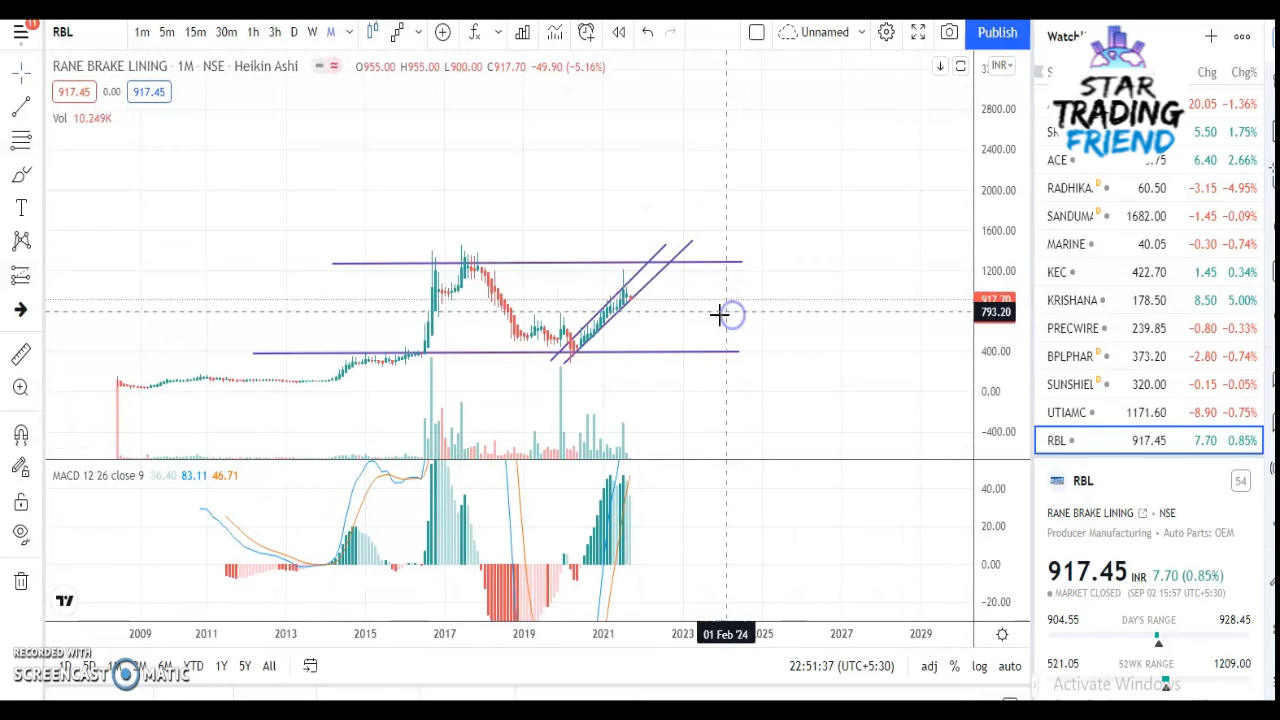 11
RBL 1m 5m 15m 30m 1h 3h D W M fx Unnamed Publish
RANE BRAKE LINING · 1M · NSE · Heikin Ashi
L900.00 C917.70 −49.90 (−5.16%)
917.45 0.00 917.45
Vol 10.249K
INR
2800.00
2400.00
2000.00
1600.00
1200.00
917.70
793.20
400.00
0.00
−400.00
MACD 12 26 close 9 36.40 83.11 46.71
40.00
20.00
0.00
−20.00
2009 2011 2013 2015 2017 2019 2021 2023 01 Feb '24 2025 2027 2029
1D 5D 1M 3M 6M YTD 1Y 5Y All 22:51:37 (UTC+5:30) adj % log auto
RECORDED WITH
SCREENCAST MATIC
Watchli
Chg Chg%
STAR
TRADING
FRIEND
20.05 −1.36%
5.50 1.75%
ACE 6.40 2.66%
RADHIKA D 60.50 −3.15 −4.95%
SANDUMA D 1682.00 −1.45 −0.09%
MARINE 40.05 −0.30 −0.74%
KEC 422.70 1.45 0.34%
KRISHANA 178.50 8.50 5.00%
PRECWIRE 239.85 −0.80 −0.33%
BPLPHAR D 373.20 −2.80 −0.74%
SUNSHIEL D 320.00 −0.15 −0.05%
UTIAMC 1171.60 −8.90 −0.75%
RBL 917.45 7.70 0.85%
RBL 54
RANE BRAKE LINING · NSE
Producer Manufacturing · Auto Parts: OEM
917.45 INR 7.70 (0.85%)
MARKET CLOSED (SEP 02 15:57 UTC+5:30)
904.55 DAY'S RANGE 928.45
521.05 52WK RANGE 1209.00
Activate Windows